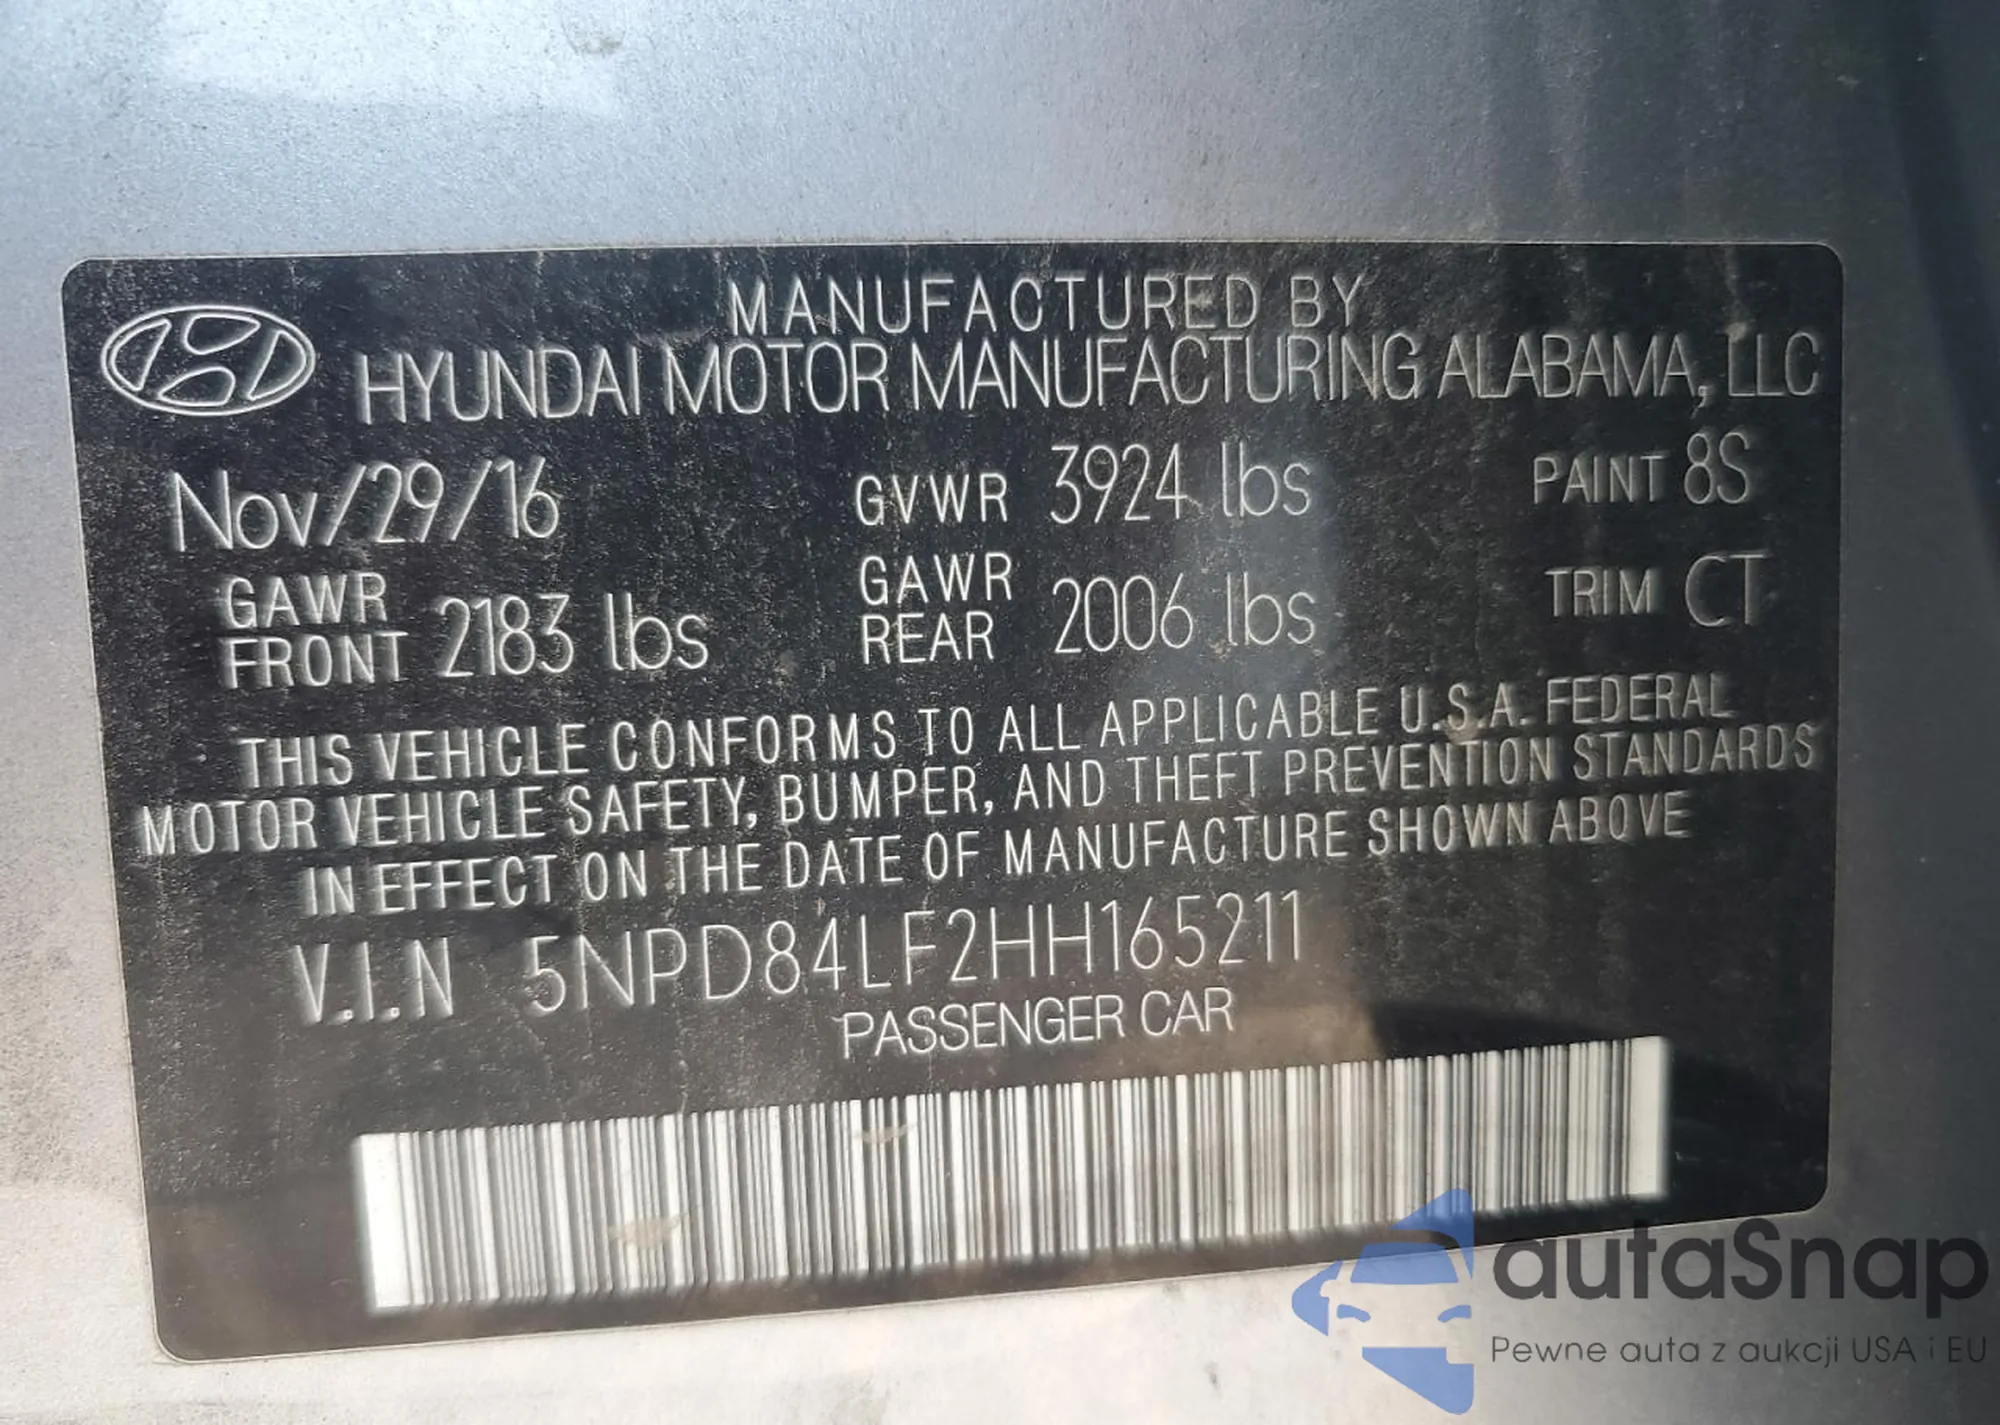 MANUFACTURED BY
HYUNDAI MOTOR MANUFACTURING ALABAMA, LLC
Nov/29/16 GVWR 3924 lbs PAINT 8S
GAWR FRONT 2183 lbs GAWR REAR 2006 lbs TRIM CT
THIS VEHICLE CONFORMS TO ALL APPLICABLE U.S.A. FEDERAL
MOTOR VEHICLE SAFETY, BUMPER, AND THEFT PREVENTION STANDARDS
IN EFFECT ON THE DATE OF MANUFACTURE SHOWN ABOVE
V.I.N 5NPD84LF2HH165211
PASSENGER CAR
autaSnap
Pewne auta z aukcji USA i EU